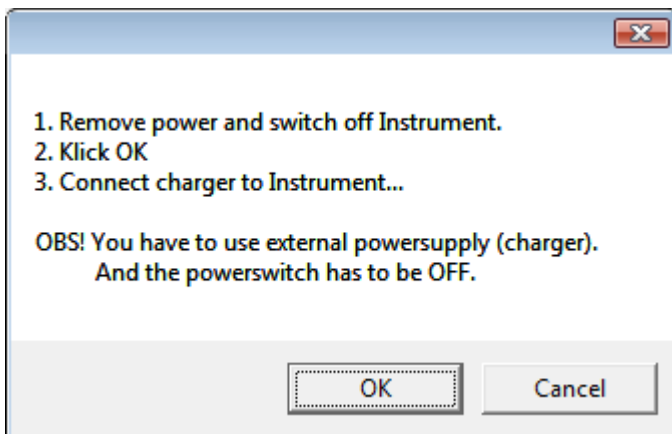 1. Remove power and switch off Instrument.
2. Klick OK
3. Connect charger to Instrument...
OBS! You have to use external powersupply (charger).
And the powerswitch has to be OFF.
OK
Cancel